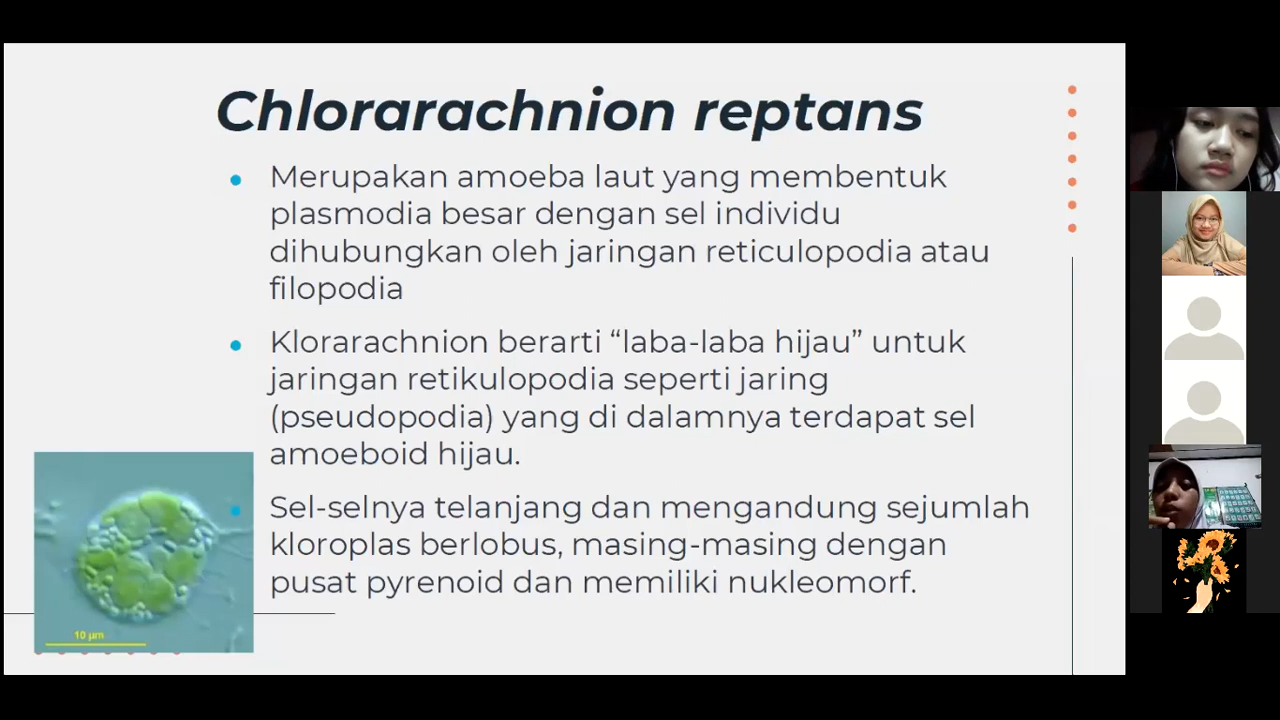 Chlorarachnion reptans
Merupakan amoeba laut yang membentuk
plasmodia besar dengan sel individu
dihubungkan oleh jaringan reticulopodia atau
filopodia
Klorarachnion berarti “laba-laba hijau” untuk
jaringan retikulopodia seperti jaring
(pseudopodia) yang di dalamnya terdapat sel
amoeboid hijau.
Sel-selnya telanjang dan mengandung sejumlah
kloroplas berlobus, masing-masing dengan
pusat pyrenoid dan memiliki nukleomorf.
10 µm